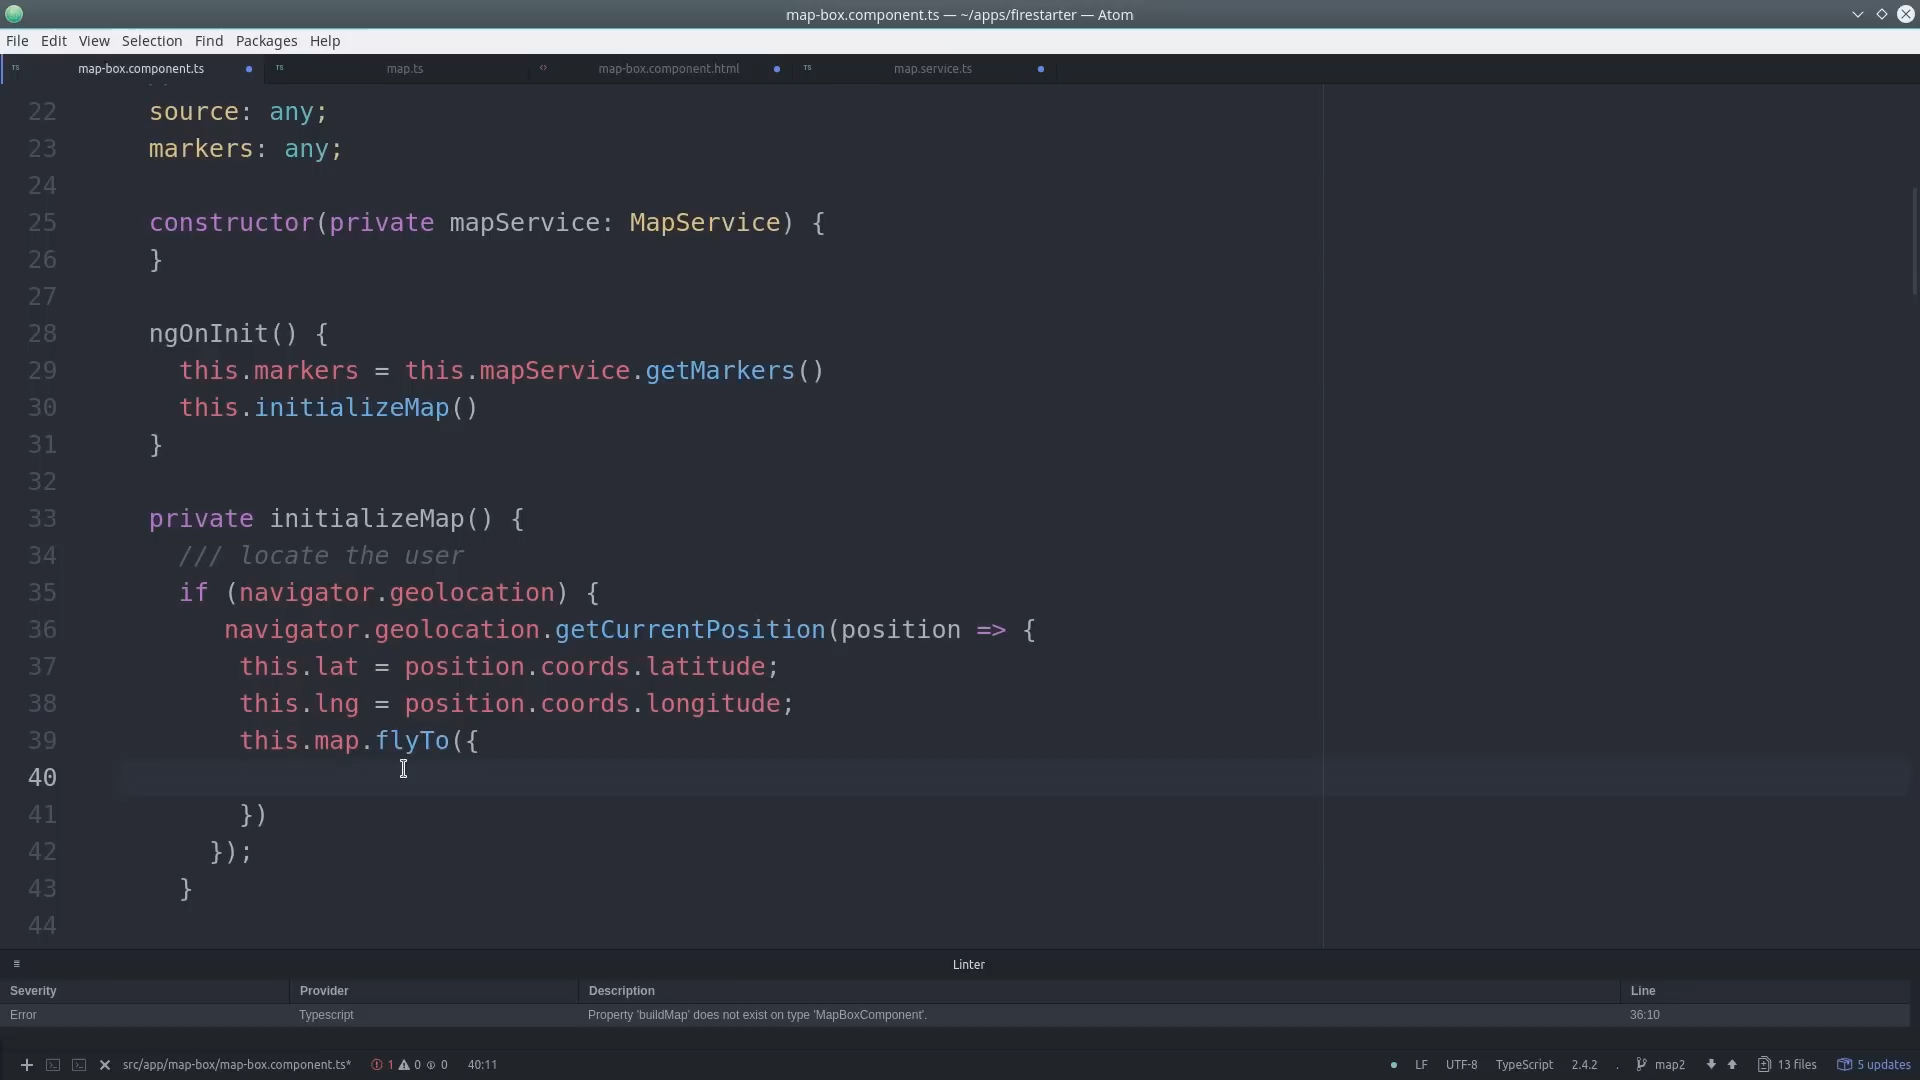 map-box.component.ts — ~/apps/firestarter — Atom
File Edit View Selection Find Packages Help
TS map-box.component.ts TS map.ts <> map-box.component.html TS map.service.ts
22 source: any;
23 markers: any;
24
25 constructor(private mapService: MapService) {
26 }
27
28 ngOnInit() {
29 this.markers = this.mapService.getMarkers()
30 this.initializeMap()
31 }
32
33 private initializeMap() {
34 /// locate the user
35 if (navigator.geolocation) {
36 navigator.geolocation.getCurrentPosition(position => {
37 this.lat = position.coords.latitude;
38 this.lng = position.coords.longitude;
39 this.map.flyTo({
40
41 })
42 });
43 }
44
Linter
Severity Provider Description Line
Error Typescript Property 'buildMap' does not exist on type 'MapBoxComponent'. 36:10
src/app/map-box/map-box.component.ts* 1 0 0 40:11 LF UTF-8 TypeScript 2.4.2 . map2 13 files 5 updates